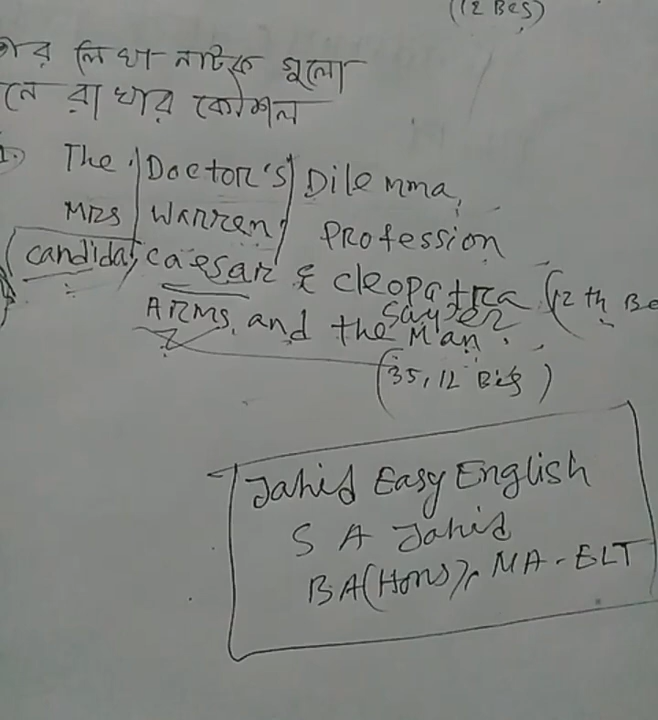 (12 Bcs)
র লিখা নাটক গুলো
নে রাখার কৌশল
1. The Doctor's Dilemma,
Mrs Warren Profession
candida, caesar & cleopatra (12 th Bc
sayer
Arms, and the Man.
(35, 12 Bcs)
Jahid Easy English
S A Jahid
BA(Hons), MA-ELT